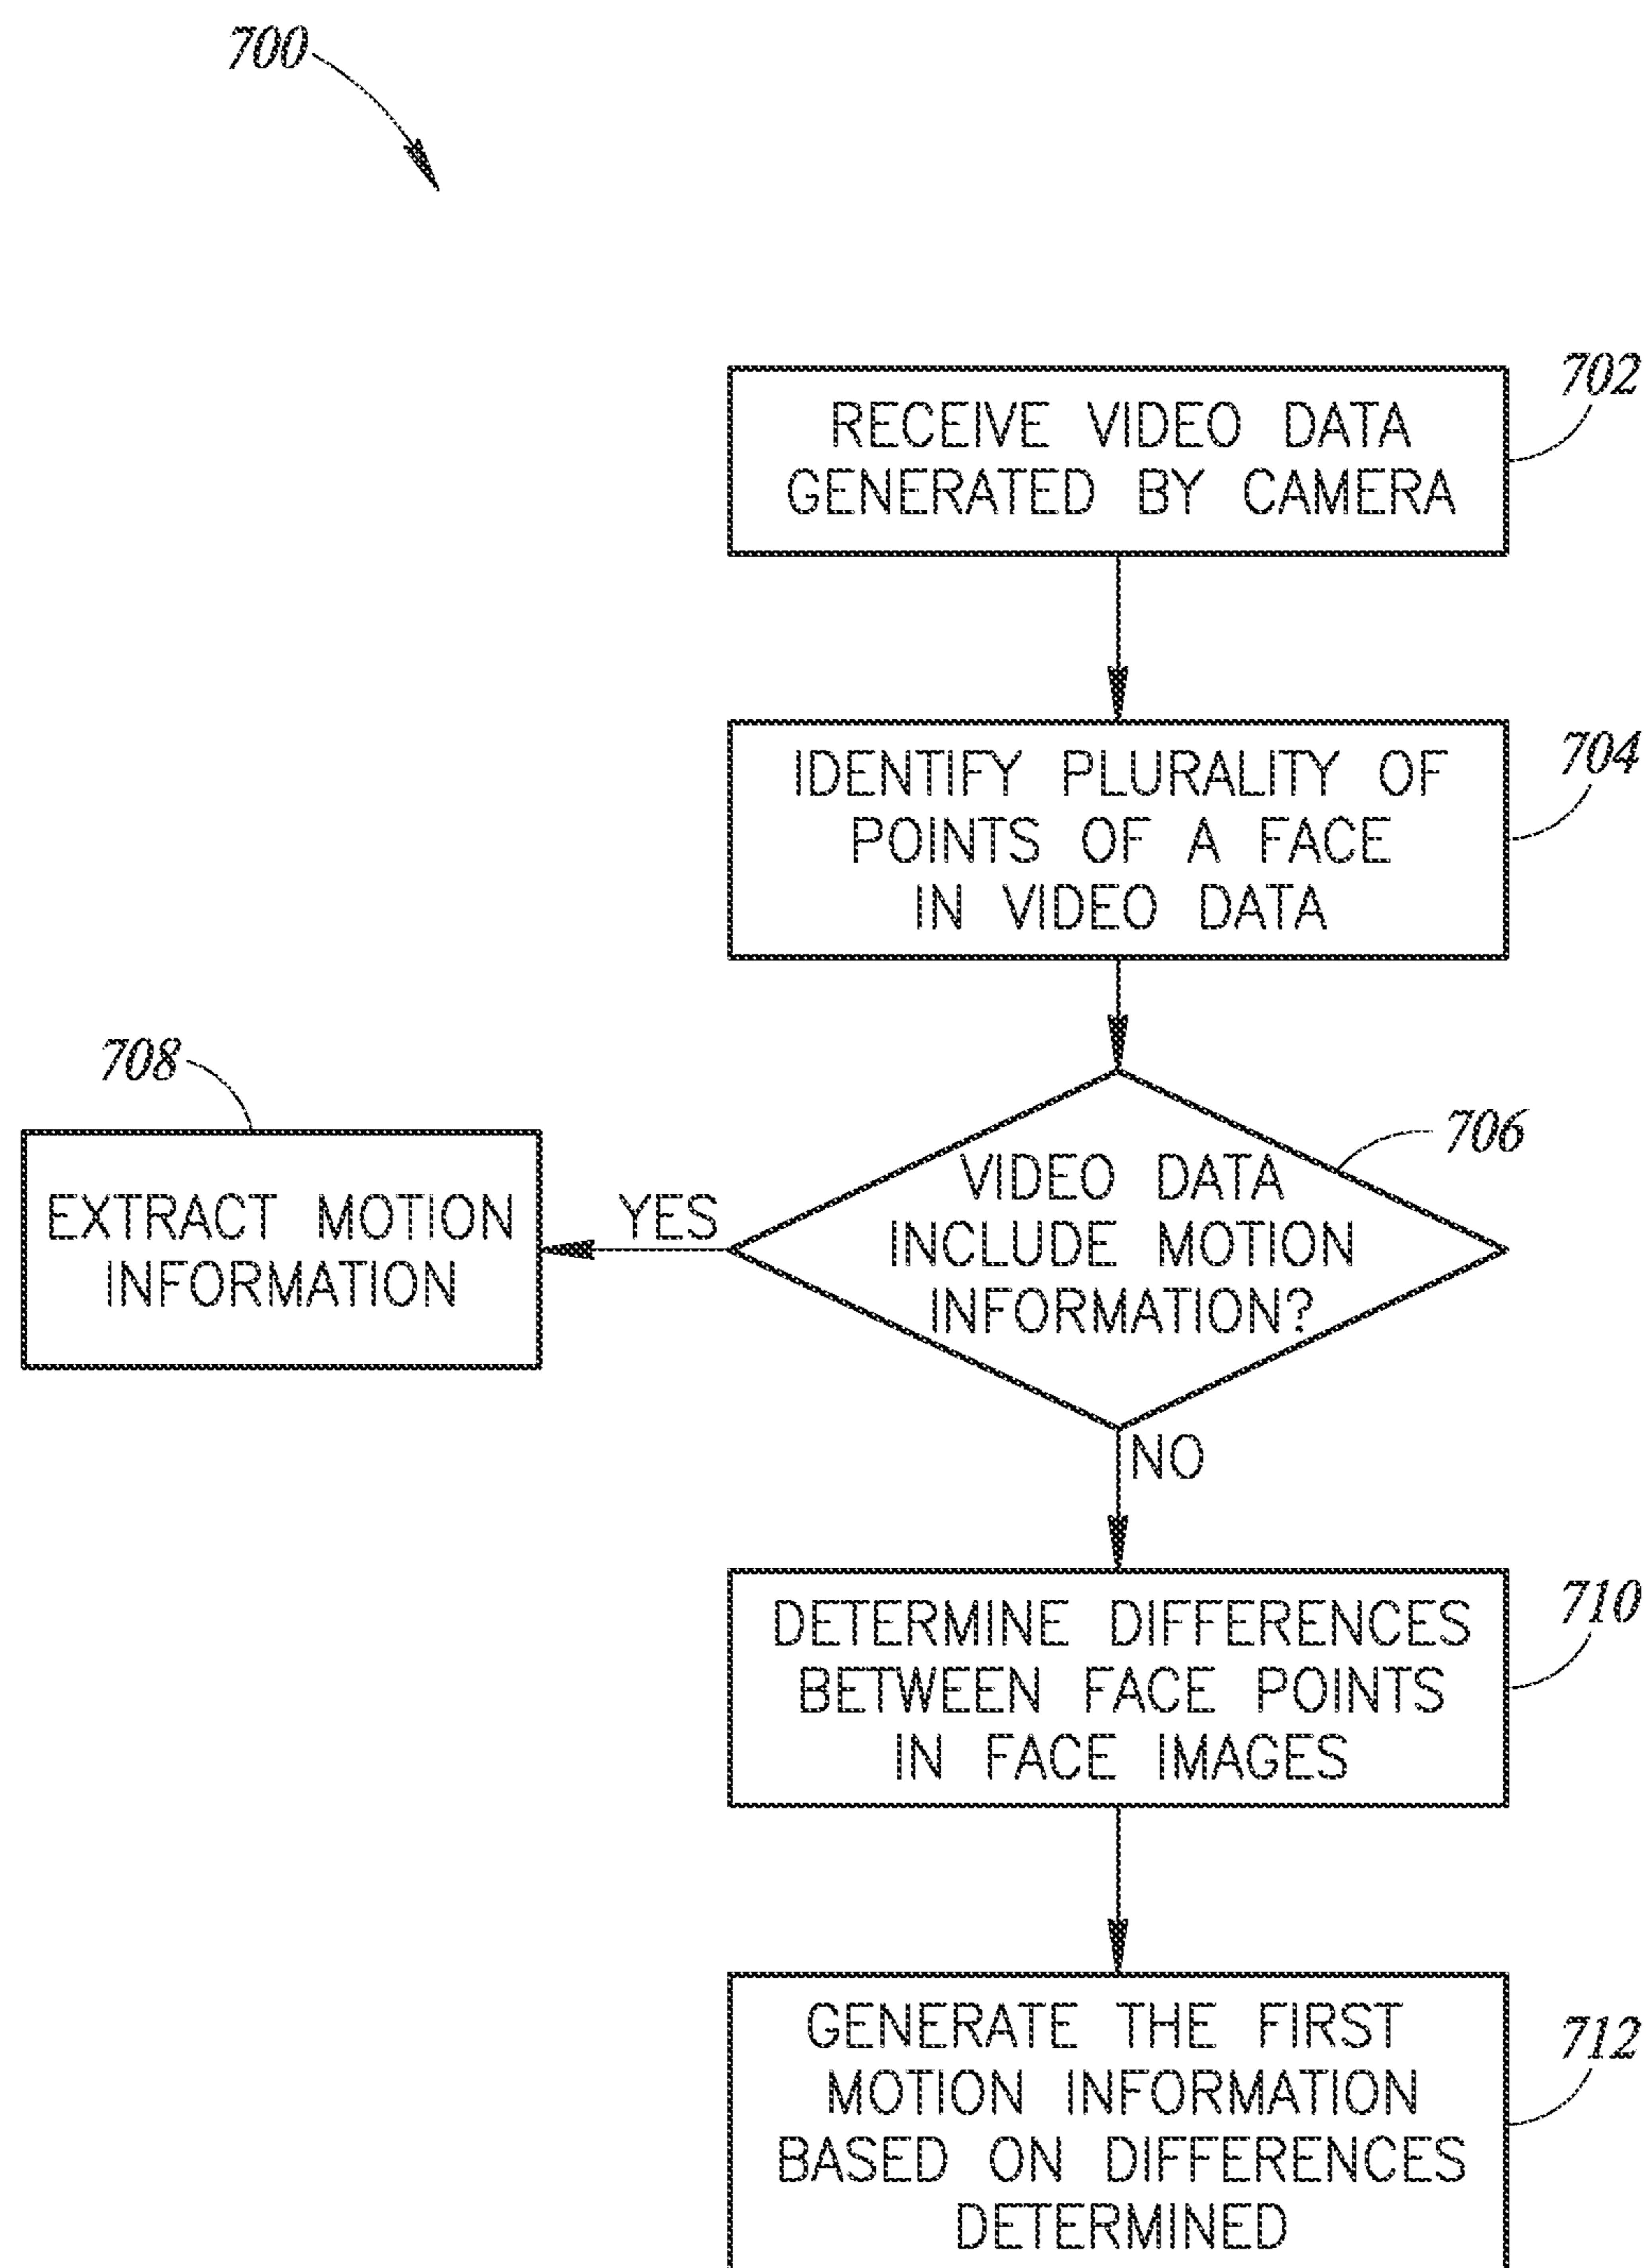 700
RECEIVE VIDEO DATA
GENERATED BY CAMERA
702
IDENTIFY PLURALITY OF
POINTS OF A FACE
IN VIDEO DATA
704
VIDEO DATA
INCLUDE MOTION
INFORMATION?
706
YES
708
EXTRACT MOTION
INFORMATION
NO
DETERMINE DIFFERENCES
BETWEEN FACE POINTS
IN FACE IMAGES
710
GENERATE THE FIRST
MOTION INFORMATION
BASED ON DIFFERENCES
DETERMINED
712